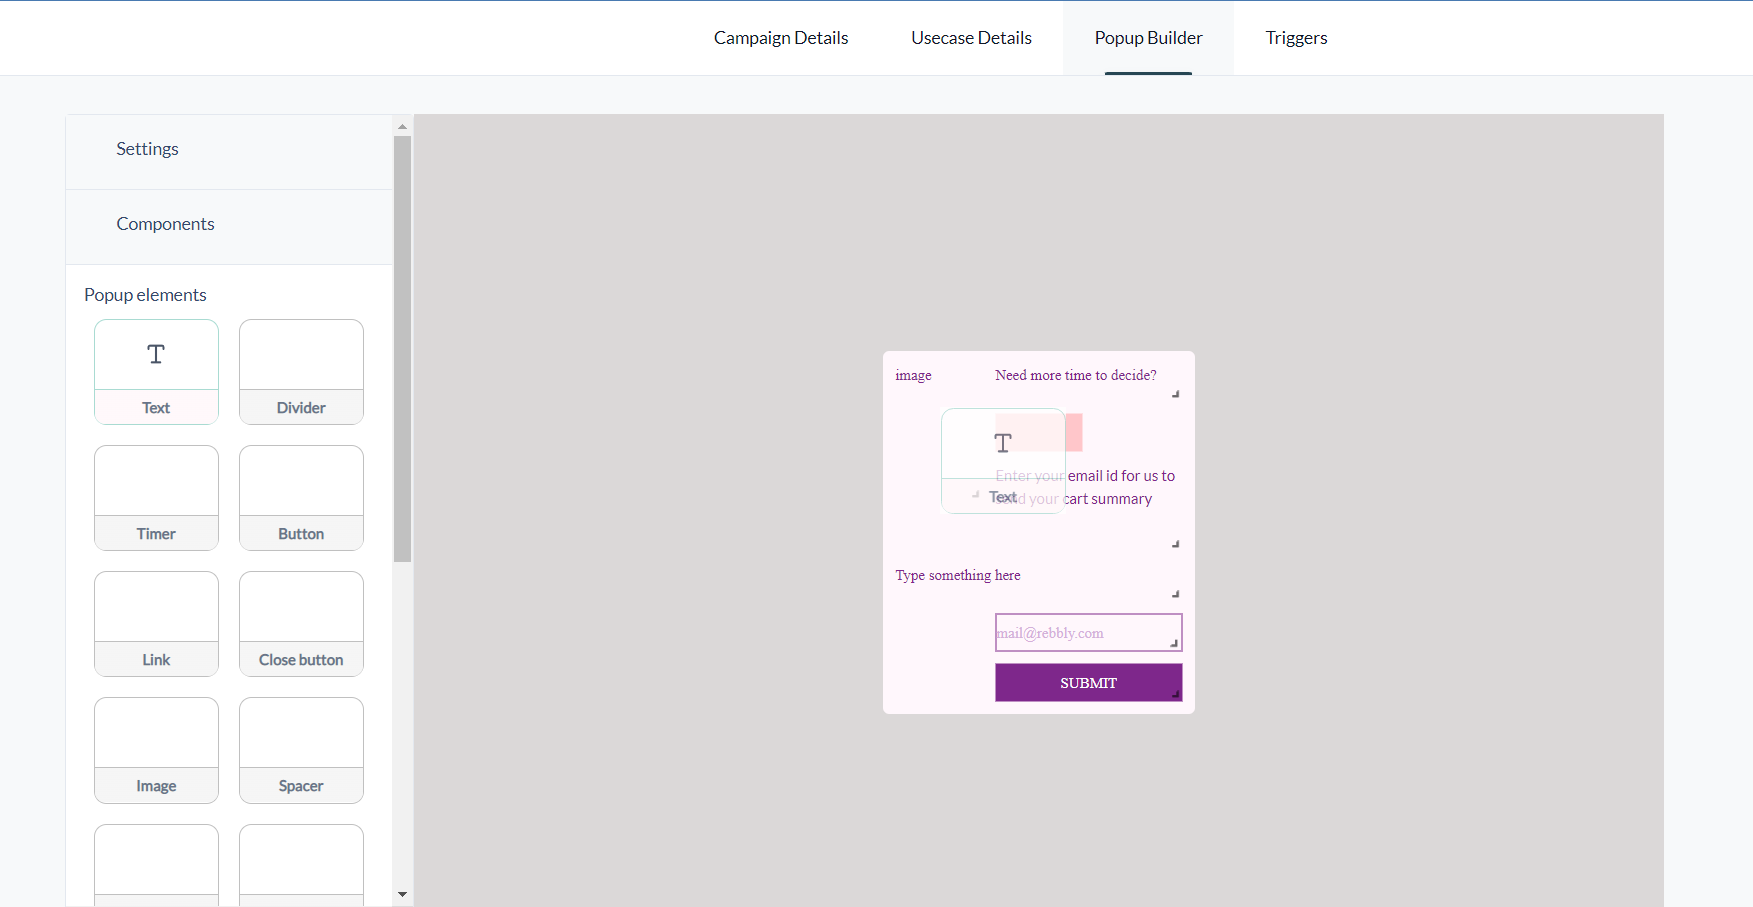 Campaign Details
Usecase Details
Popup Builder
Triggers
Settings
Components
Popup elements
Text
Divider
Timer
Button
Link
Close button
Image
Spacer
image
Need more time to decide?
Text
Enter your email id for us to
send your cart summary
Type something here
mail@rebbly.com
SUBMIT